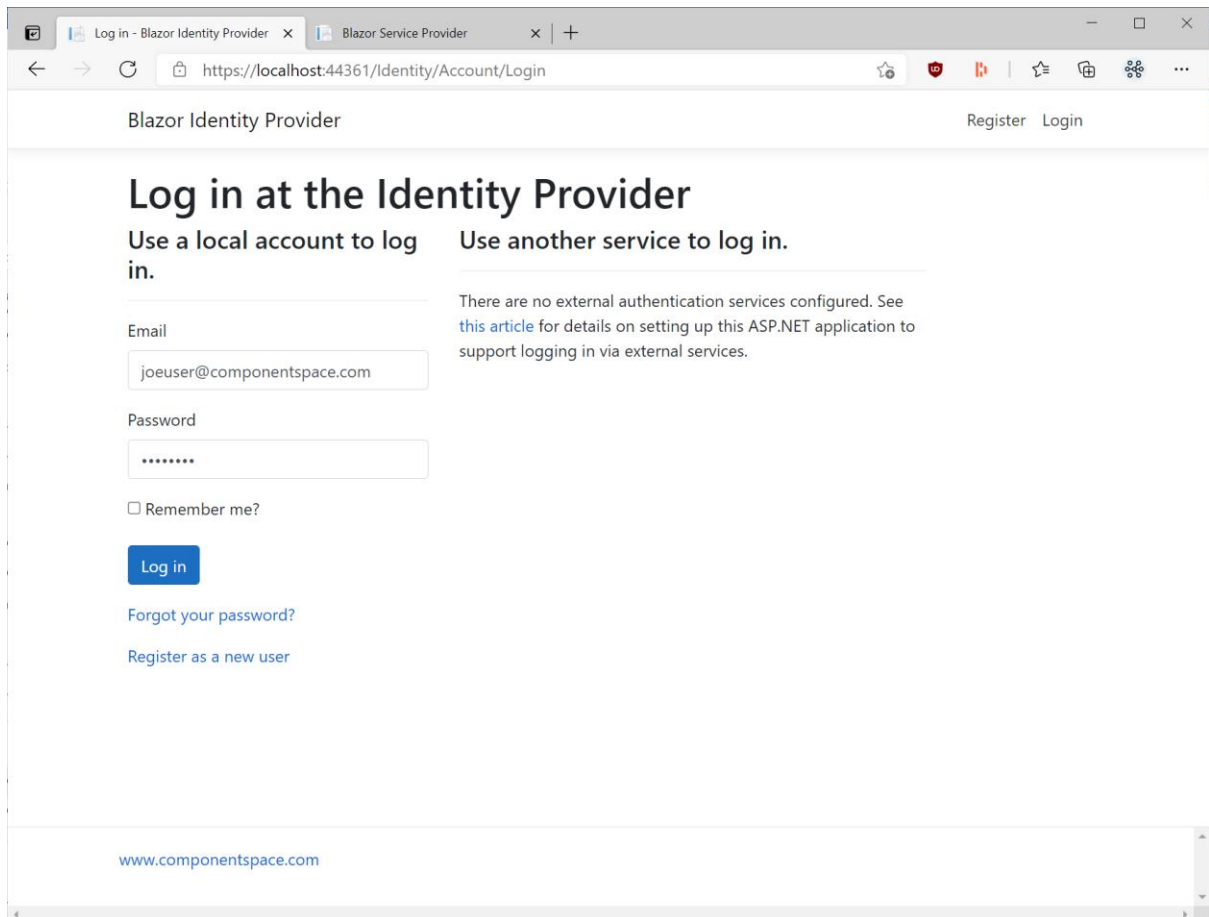 Log in - Blazor Identity Provider
Blazor Service Provider
https://localhost:44361/Identity/Account/Login
Blazor Identity Provider
Register Login
Log in at the Identity Provider
Use a local account to log
in.
Email
joeuser@componentspace.com
Password
••••••••
Remember me?
Log in
Forgot your password?
Register as a new user
Use another service to log in.
There are no external authentication services configured. See
this article for details on setting up this ASP.NET application to
support logging in via external services.
www.componentspace.com